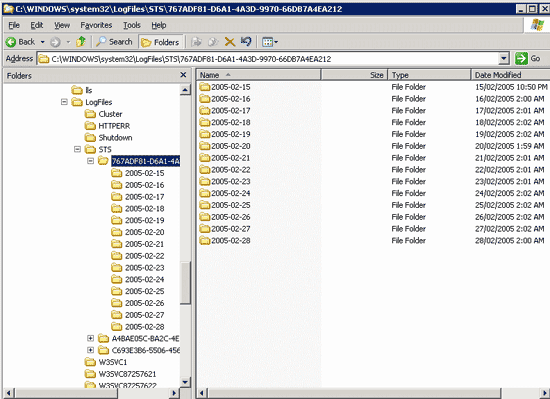 C:\WINDOWS\system32\LogFiles\STS\767ADF81-D6A1-4A3D-9970-66DB7A4EA212
File Edit View Favorites Tools Help
Back Search Folders
Address C:\WINDOWS\system32\LogFiles\STS\767ADF81-D6A1-4A3D-9970-66DB7A4EA212 Go
Folders
lls
LogFiles
Cluster
HTTPERR
Shutdown
STS
767ADF81-D6A1-4A
2005-02-15
2005-02-16
2005-02-17
2005-02-18
2005-02-19
2005-02-20
2005-02-21
2005-02-22
2005-02-23
2005-02-24
2005-02-25
2005-02-26
2005-02-27
2005-02-28
A4BAE05C-BA2C-4E
C693E3B6-5506-456
W3SVC1
W3SVC87257621
W3SVC87257622
Name Size Type Date Modified
2005-02-15 File Folder 15/02/2005 10:50 PM
2005-02-16 File Folder 16/02/2005 2:00 AM
2005-02-17 File Folder 17/02/2005 2:01 AM
2005-02-18 File Folder 18/02/2005 2:02 AM
2005-02-19 File Folder 19/02/2005 2:02 AM
2005-02-20 File Folder 20/02/2005 1:59 AM
2005-02-21 File Folder 21/02/2005 2:01 AM
2005-02-22 File Folder 22/02/2005 2:01 AM
2005-02-23 File Folder 23/02/2005 2:01 AM
2005-02-24 File Folder 24/02/2005 2:02 AM
2005-02-25 File Folder 25/02/2005 2:02 AM
2005-02-26 File Folder 26/02/2005 2:02 AM
2005-02-27 File Folder 27/02/2005 2:02 AM
2005-02-28 File Folder 28/02/2005 2:00 AM